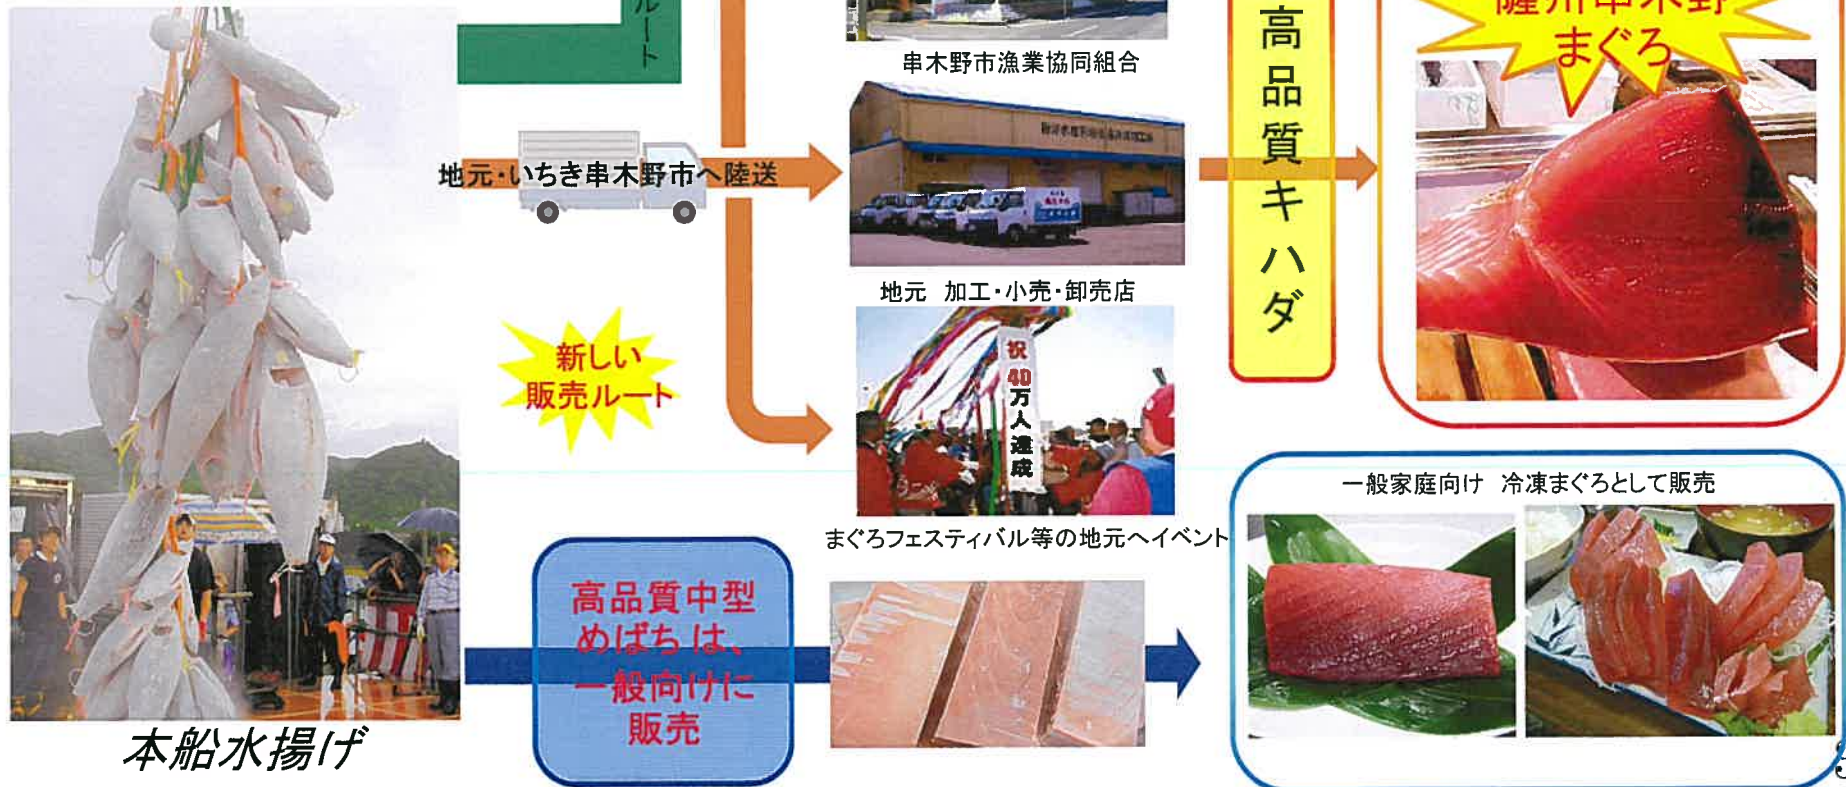 ルート
串木野市漁業協同組合
地元･いちき串木野市へ陸送
地元 加工･小売･卸売店
新しい
販売ルート
祝
40
万
人
達
成
まぐろフェスティバル等の地元へイベント
高品質キハダ
薩州串木野
まぐろ
高品質中型
めばちは、
一般向けに
販売
一般家庭向け 冷凍まぐろとして販売
本船水揚げ